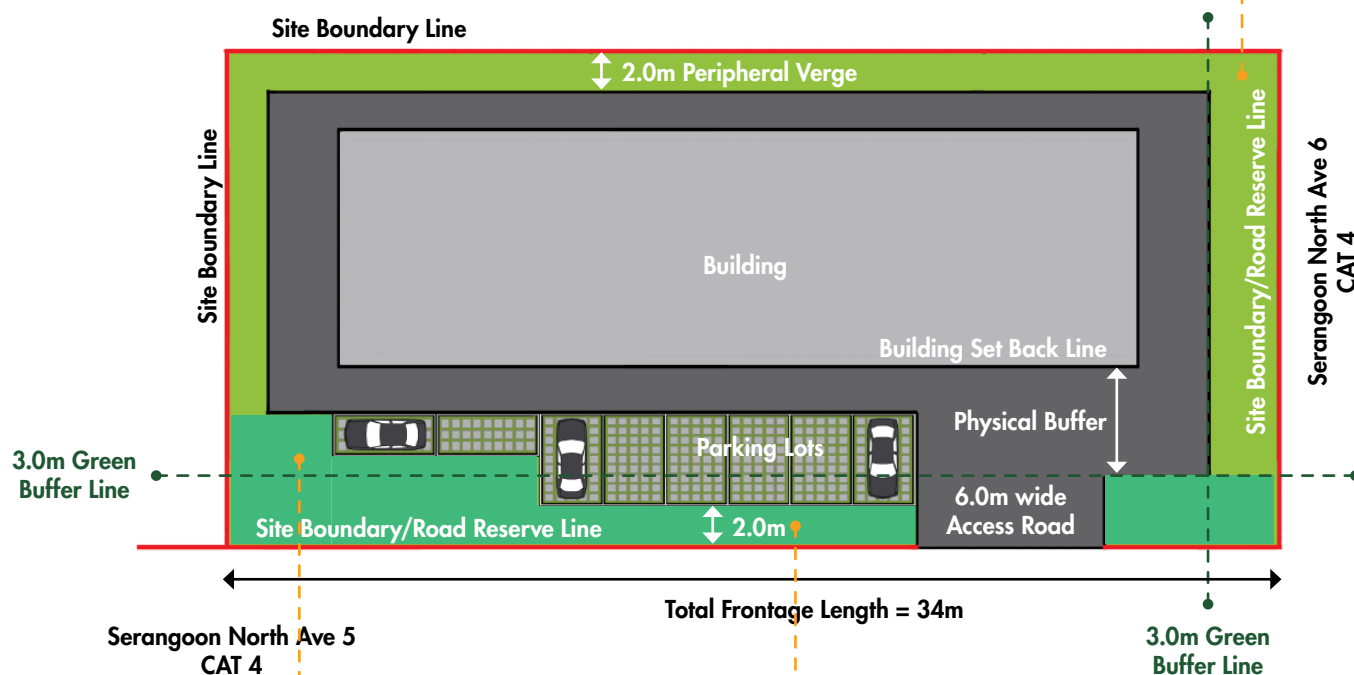 Site Boundary Line
2.0m Peripheral Verge
Site Boundary Line
Site Boundary/Road Reserve Line
Serangoon North Ave 6
CAT 4
Building
Building Set Back Line
Physical Buffer
Parking Lots
3.0m Green
Buffer Line
6.0m wide
Access Road
Site Boundary/Road Reserve Line
2.0m
Total Frontage Length = 34m
Serangoon North Ave 5
CAT 4
3.0m Green
Buffer Line